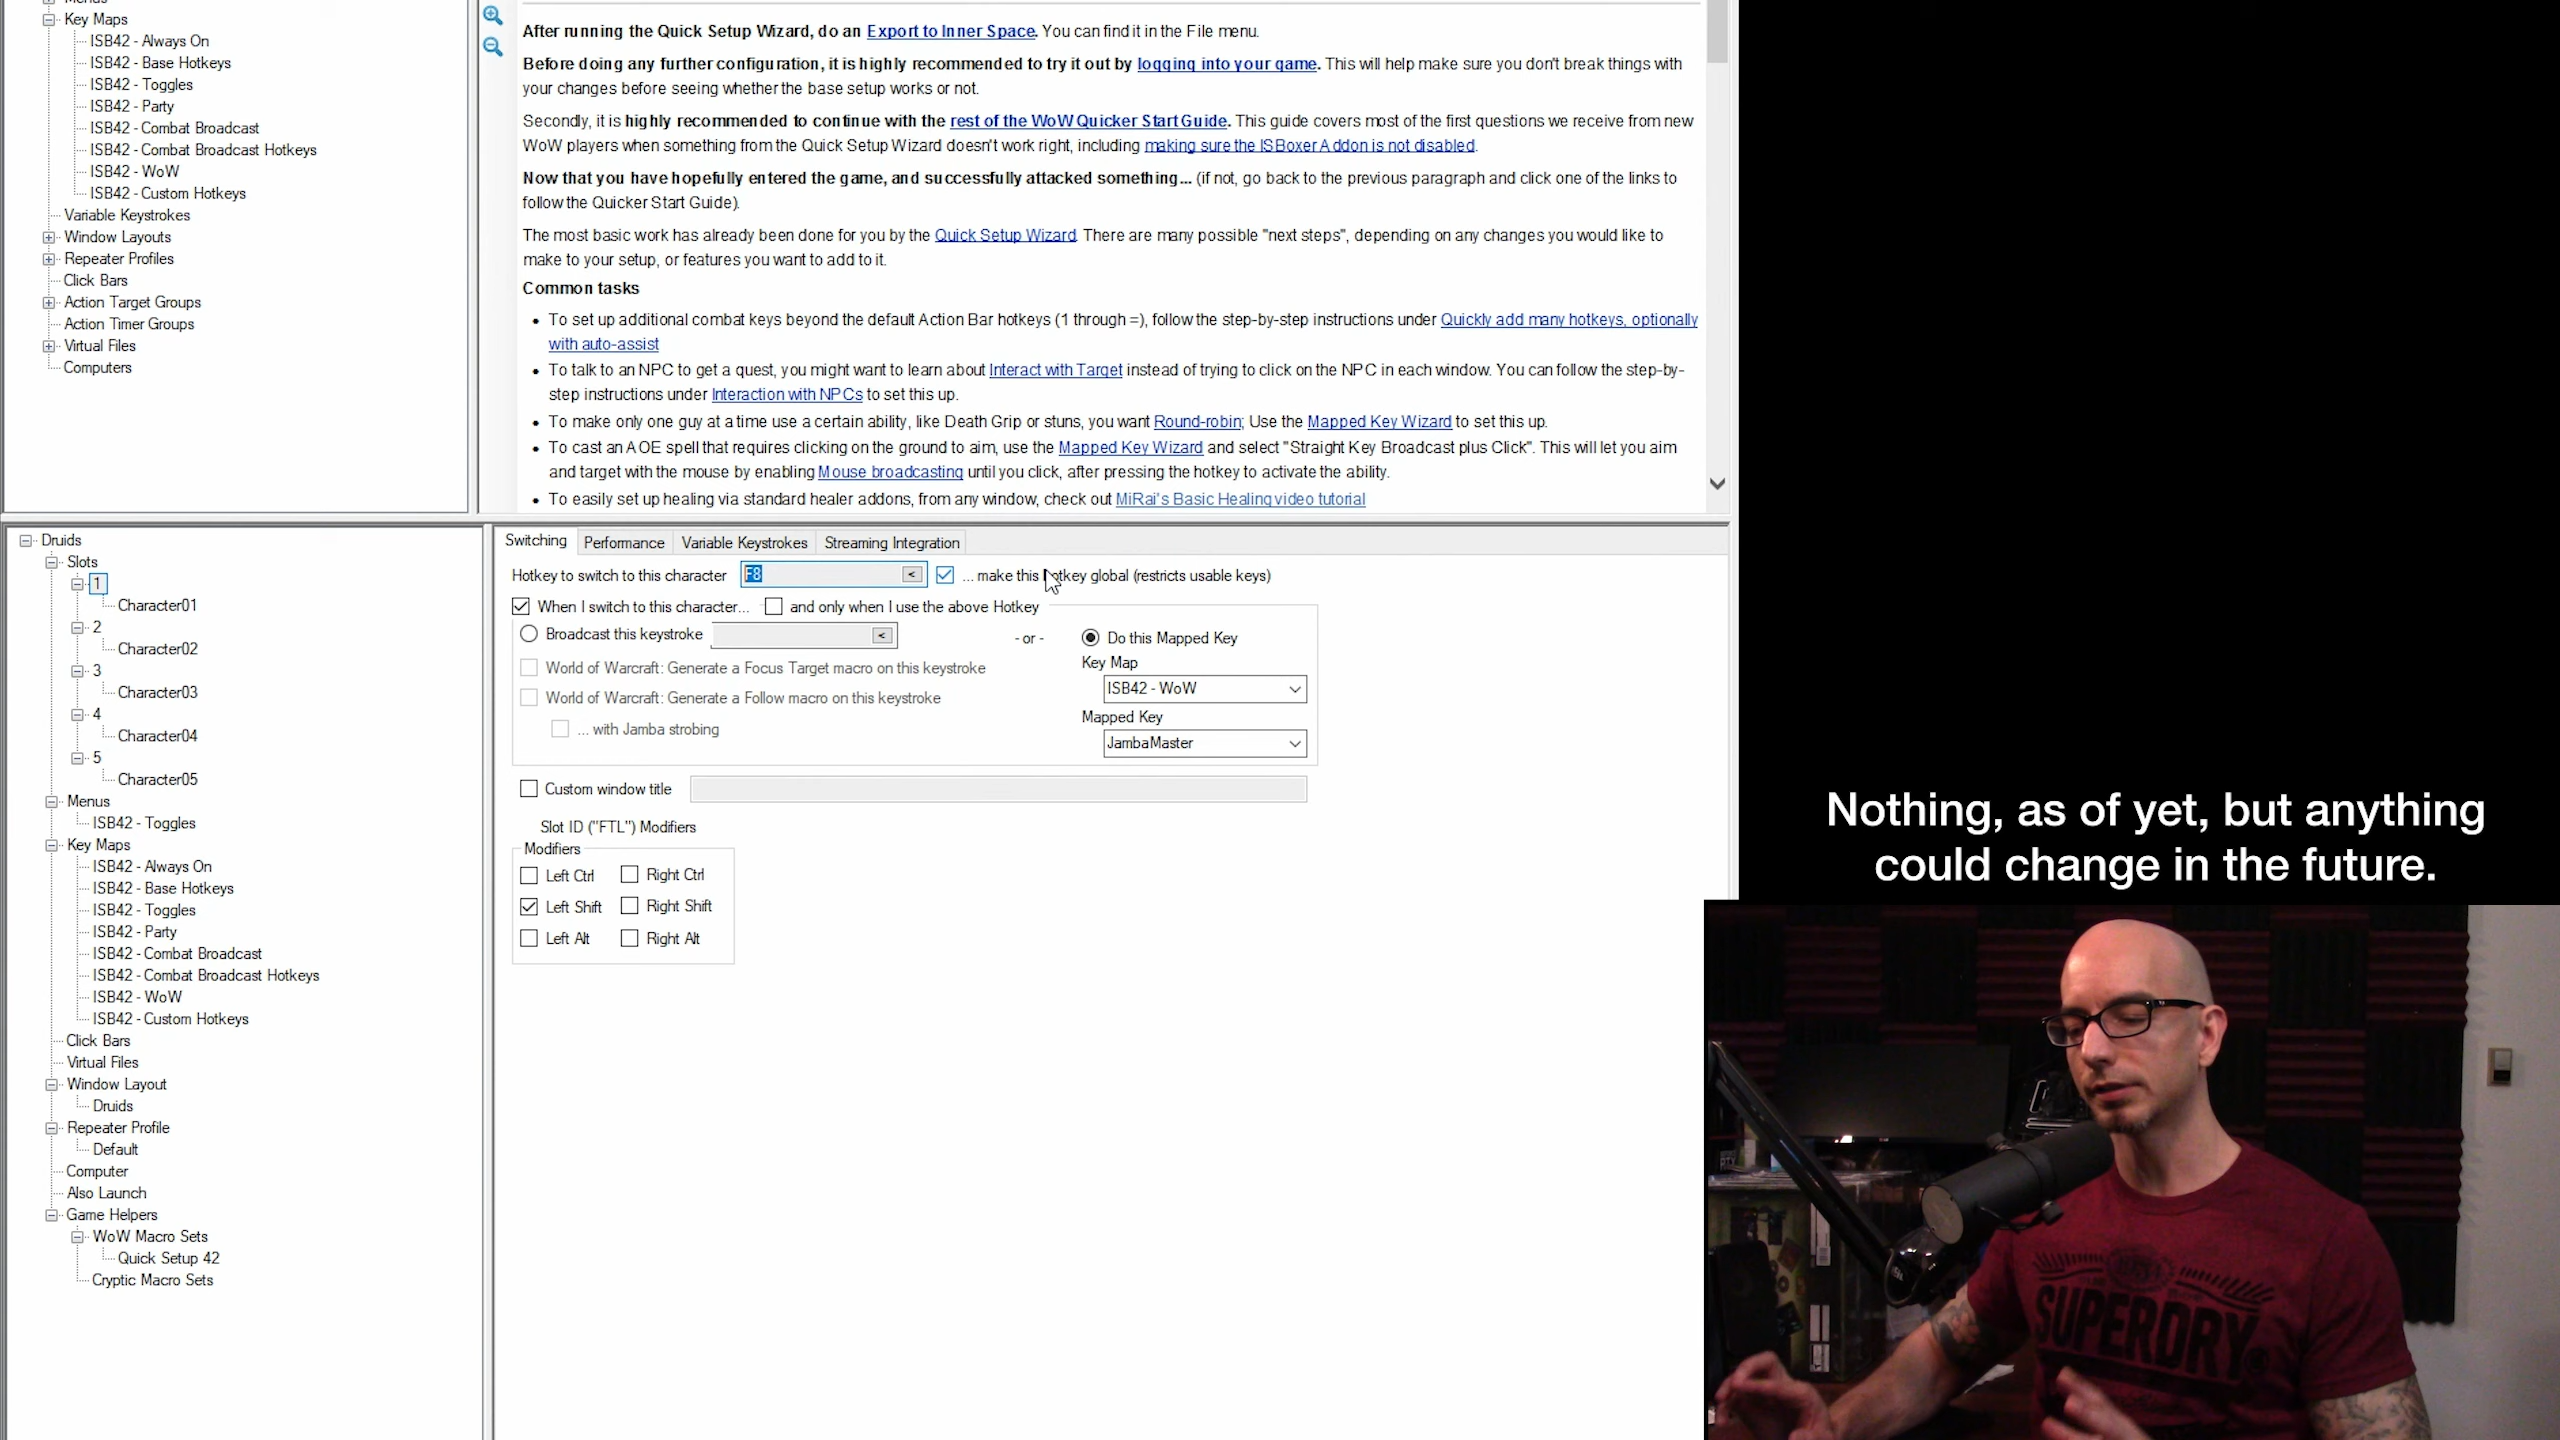 Menus
Key Maps
ISB42 - Always On
ISB42 - Base Hotkeys
ISB42 - Toggles
ISB42 - Party
ISB42 - Combat Broadcast
ISB42 - Combat Broadcast Hotkeys
ISB42 - WoW
ISB42 - Custom Hotkeys
Variable Keystrokes
Window Layouts
Repeater Profiles
Click Bars
Action Target Groups
Action Timer Groups
Virtual Files
Computers
After running the Quick Setup Wizard, do an Export to Inner Space. You can find it in the File menu.
Before doing any further configuration, it is highly recommended to try it out by logging into your game. This will help make sure you don't break things with
your changes before seeing whether the base setup works or not.
Secondly, it is highly recommended to continue with the rest of the WoW Quicker Start Guide. This guide covers most of the first questions we receive from new
WoW players when something from the Quick Setup Wizard doesn't work right, including making sure the ISBoxer Addon is not disabled.
Now that you have hopefully entered the game, and successfully attacked something... (if not, go back to the previous paragraph and click one of the links to
follow the Quicker Start Guide).
The most basic work has already been done for you by the Quick Setup Wizard. There are many possible "next steps", depending on any changes you would like to
make to your setup, or features you want to add to it.
Common tasks
• To set up additional combat keys beyond the default Action Bar hotkeys (1 through =), follow the step-by-step instructions under Quickly add many hotkeys, optionally
with auto-assist
• To talk to an NPC to get a quest, you might want to learn about Interact with Target instead of trying to click on the NPC in each window. You can follow the step-by-
step instructions under Interaction with NPCs to set this up.
• To make only one guy at a time use a certain ability, like Death Grip or stuns, you want Round-robin; Use the Mapped Key Wizard to set this up.
• To cast an AOE spell that requires clicking on the ground to aim, use the Mapped Key Wizard and select "Straight Key Broadcast plus Click". This will let you aim
and target with the mouse by enabling Mouse broadcasting until you click, after pressing the hotkey to activate the ability.
• To easily set up healing via standard healer addons, from any window, check out MiRai's Basic Healing video tutorial
Druids
Slots
1
Character01
2
Character02
3
Character03
4
Character04
5
Character05
Menus
ISB42 - Toggles
Key Maps
ISB42 - Always On
ISB42 - Base Hotkeys
ISB42 - Toggles
ISB42 - Party
ISB42 - Combat Broadcast
ISB42 - Combat Broadcast Hotkeys
ISB42 - WoW
ISB42 - Custom Hotkeys
Click Bars
Virtual Files
Window Layout
Druids
Repeater Profile
Default
Computer
Also Launch
Game Helpers
WoW Macro Sets
Quick Setup 42
Cryptic Macro Sets
Switching Performance Variable Keystrokes Streaming Integration
Hotkey to switch to this character F8 < ... make this hotkey global (restricts usable keys)
When I switch to this character... and only when I use the above Hotkey
Broadcast this keystroke < - or - Do this Mapped Key
World of Warcraft: Generate a Focus Target macro on this keystroke
World of Warcraft: Generate a Follow macro on this keystroke
... with Jamba strobing
Key Map
ISB42 - WoW
Mapped Key
JambaMaster
Custom window title
Slot ID ("FTL") Modifiers
Modifiers
Left Ctrl Right Ctrl
Left Shift Right Shift
Left Alt Right Alt
Nothing, as of yet, but anything
could change in the future.
SUPERDRY